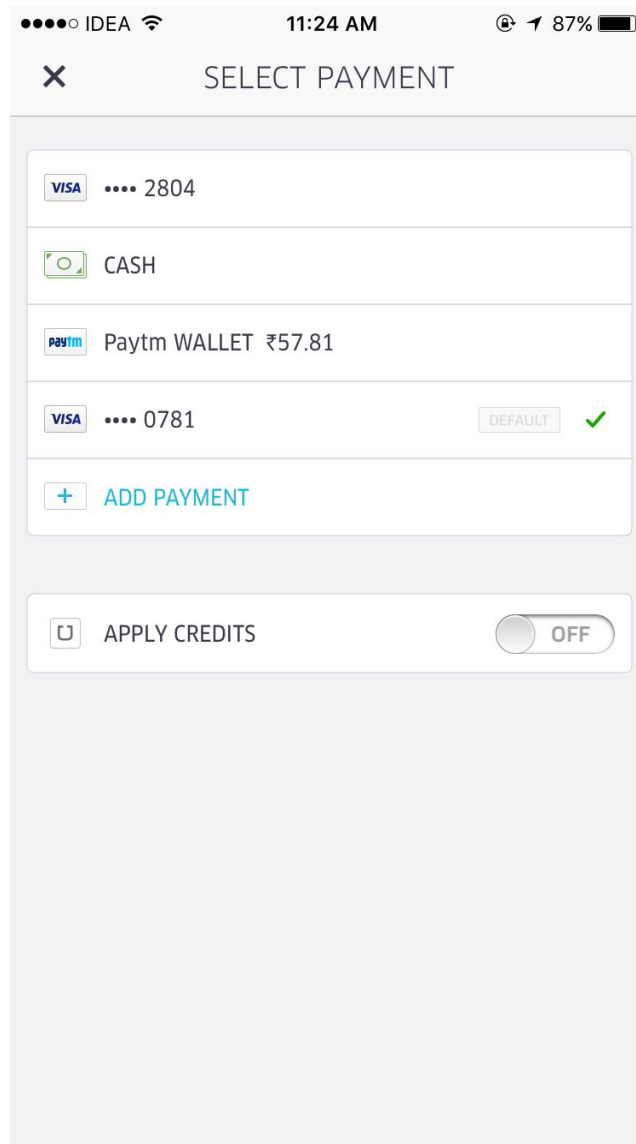 IDEA 11:24 AM 87%
SELECT PAYMENT
VISA •••• 2804
CASH
paytm Paytm WALLET ₹57.81
VISA •••• 0781 DEFAULT
+ ADD PAYMENT
APPLY CREDITS OFF